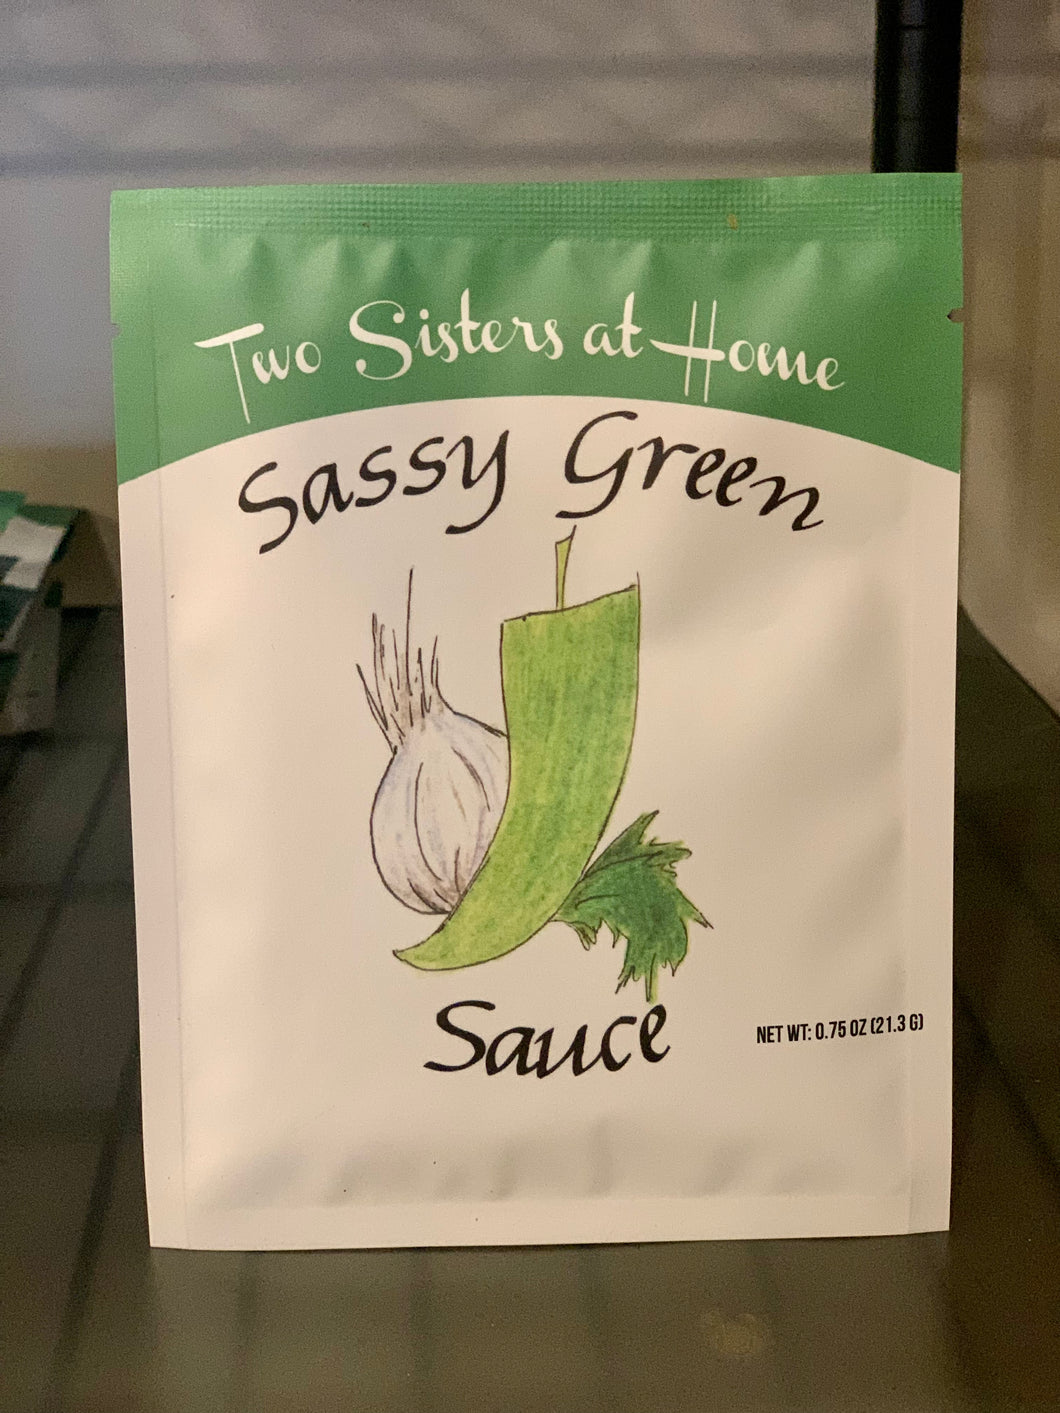 Two Sisters at Home
Sassy Green
Sauce
NET WT: 0.75 OZ (21.3 G)